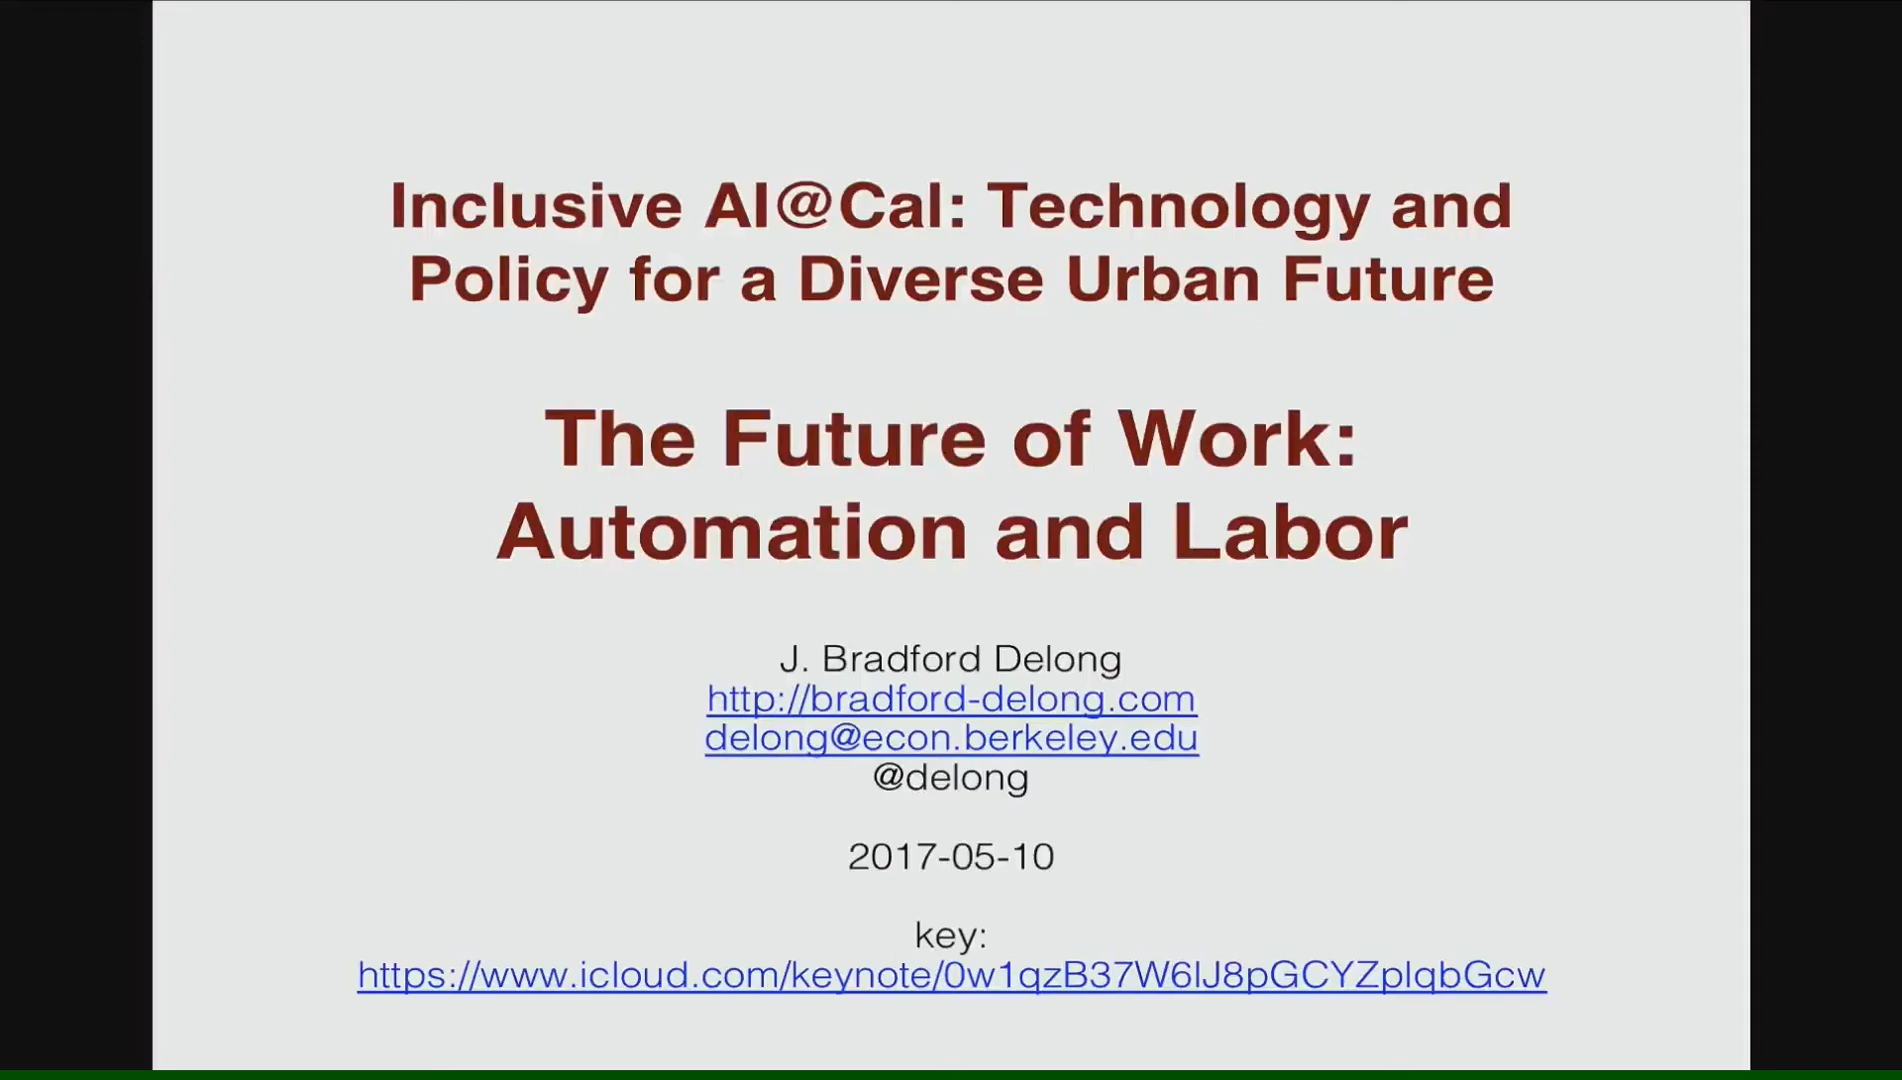 Inclusive AI@Cal: Technology and
Policy for a Diverse Urban Future
The Future of Work:
Automation and Labor
J. Bradford Delong
http://bradford-delong.com
delong@econ.berkeley.edu
@delong
2017-05-10
key:
https://www.icloud.com/keynote/0w1qzB37W6lJ8pGCYZplqbGcw